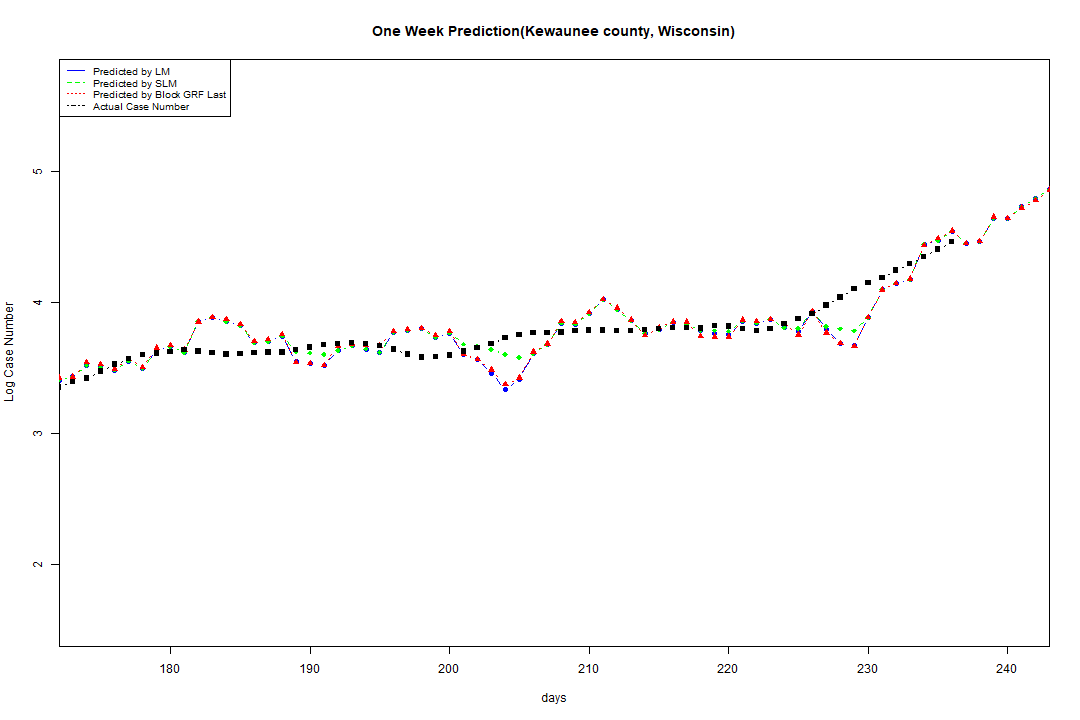 One Week Prediction(Kewaunee county, Wisconsin)
Predicted by LM
Predicted by SLM
Predicted by Block GRF Last
Actual Case Number
Log Case Number
5
4
3
2
180 190 200 210 220 230 240
days